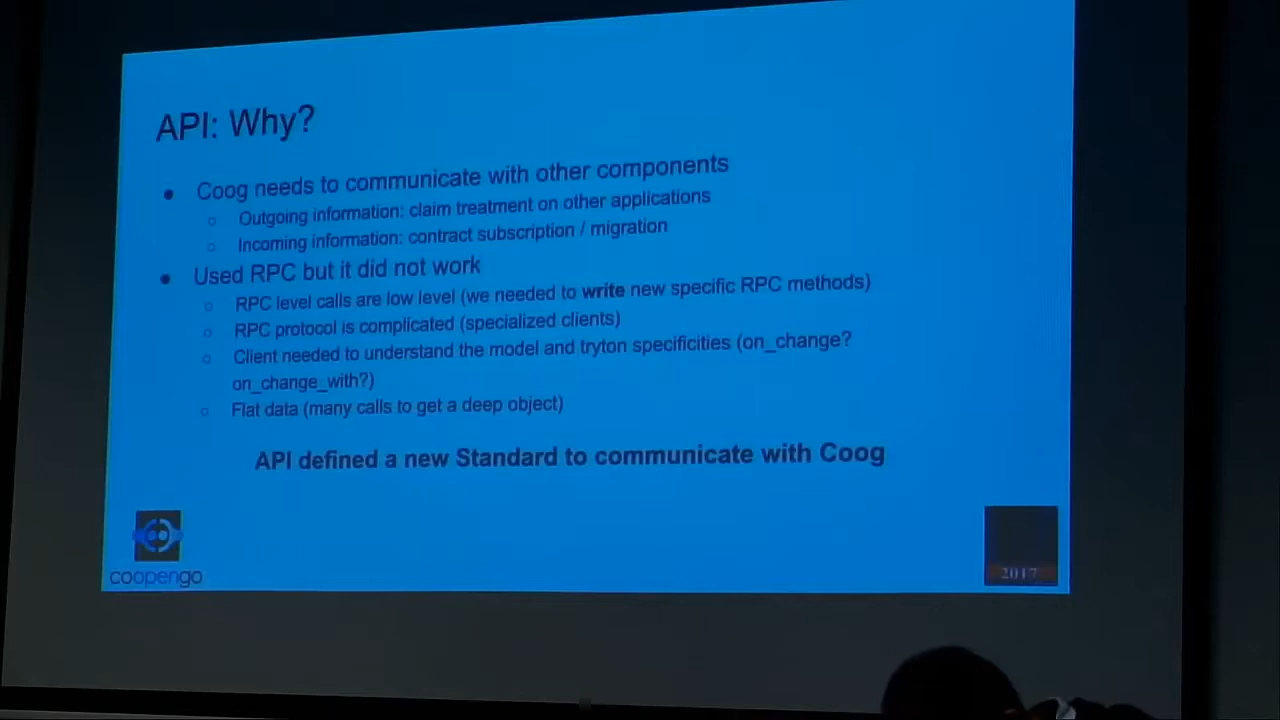 API: Why?
● Coog needs to communicate with other components
○ Outgoing information: claim treatment on other applications
○ Incoming information: contract subscription / migration
● Used RPC but it did not work
○ RPC level calls are low level (we needed to write new specific RPC methods)
○ RPC protocol is complicated (specialized clients)
○ Client needed to understand the model and tryton specificities (on_change?
on_change_with?)
○ Flat data (many calls to get a deep object)
API defined a new Standard to communicate with Coog
coopengo
2017